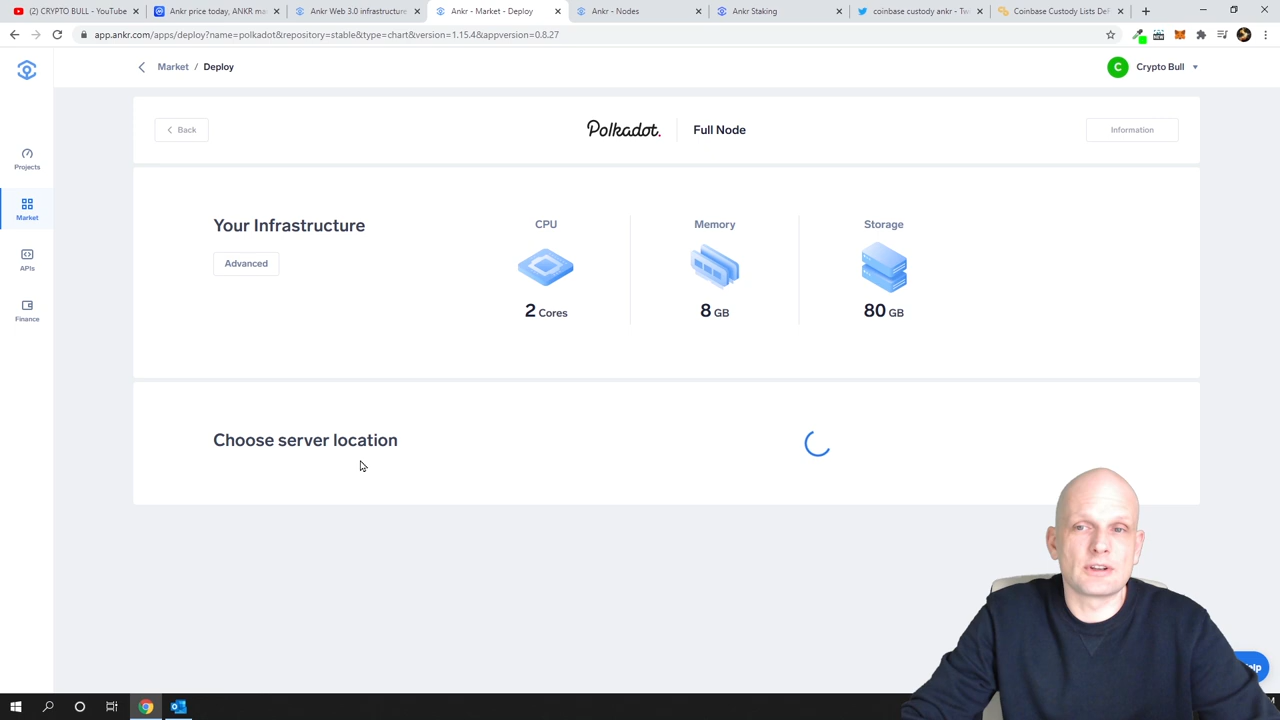 (2) CRYPTO BULL - YouTube
Ankr price today, ANKR ma
Ankr Web 3.0 infrastructure
Ankr - Market - Deploy
Ankr - Nodes
Ankr Staking
coinbase custody ankr - Tw
Coinbase Custody Lists DeF
app.ankr.com/apps/deploy?name=polkadot&repository=stable&type=chart&version=1.15.4&appversion=0.8.27
Market / Deploy
C Crypto Bull
Back
Polkadot.
Full Node
Information
Projects
Market
APIs
Finance
Your Infrastructure
Advanced
CPU
Memory
Storage
2 Cores
8 GB
80 GB
Choose server location